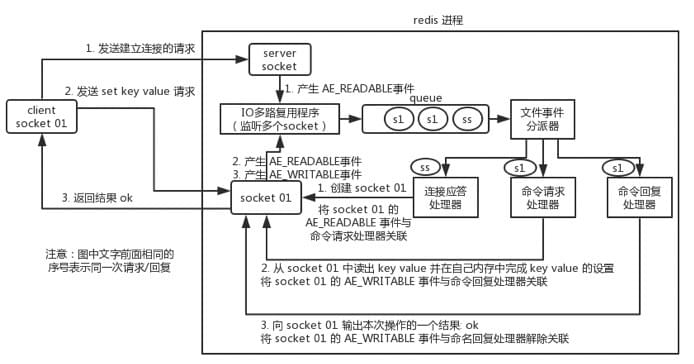 redis 进程
1. 发送建立连接的请求
server
socket
1. 产生 AE_READABLE事件
2. 发送 set key value 请求
client
socket 01
IO多路复用程序
（监听多个socket）
queue
s1
s1
ss
文件事件
分派器
2. 产生 AE_READABLE事件
3. 产生 AE_WRITABLE事件
ss
s1
s1
3. 返回结果 ok
socket 01
1. 创建 socket 01
连接应答
处理器
命令请求
处理器
命令回复
处理器
将 socket 01 的
AE_READABLE 事件与
命令请求处理器关联
注意：图中文字前面相同的
序号表示同一次请求/回复
2. 从 socket 01 中读出 key value 并在自己内存中完成 key value 的设置
将 socket 01 的 AE_WRITABLE 事件与命令回复处理器关联
3. 向 socket 01 输出本次操作的一个结果: ok
将 socket 01 的 AE_WRITABLE 事件与命名回复处理器解除关联